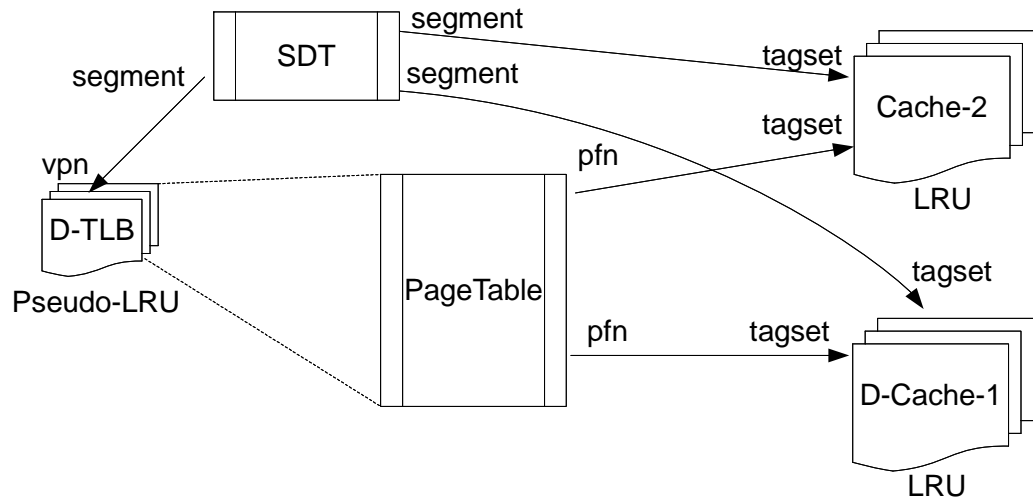 segment
SDT
segment
segment
tagset
Cache-2
tagset
LRU
vpn
pfn
D-TLB
Pseudo-LRU
PageTable
tagset
pfn
tagset
D-Cache-1
LRU